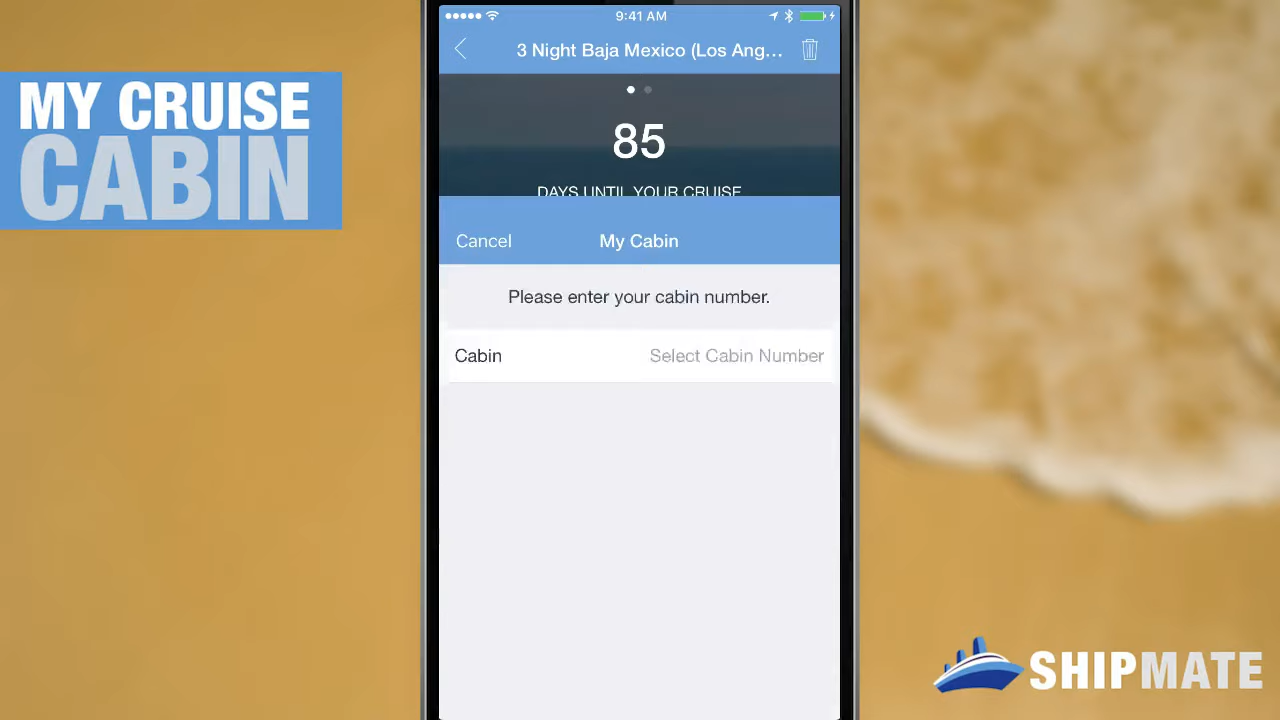 MY CRUISE
CABIN
9:41 AM
3 Night Baja Mexico (Los Ang...
85
DAYS UNTIL YOUR CRUISE
Cancel
My Cabin
Please enter your cabin number.
Cabin
Select Cabin Number
SHIPMATE